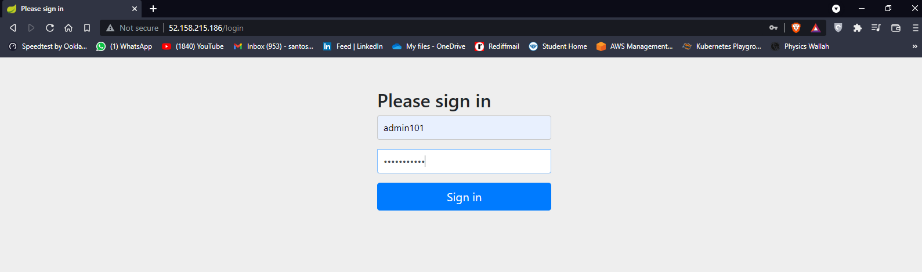 Please sign in
Not secure 52.158.215.186/login
Speedtest by Ookla... (1) WhatsApp (1840) YouTube Inbox (953) - santos... Feed | LinkedIn My files - OneDrive Rediffmail Student Home AWS Management... Kubernetes Playgro... Physics Wallah »
Please sign in
admin101
•••••••••••
Sign in